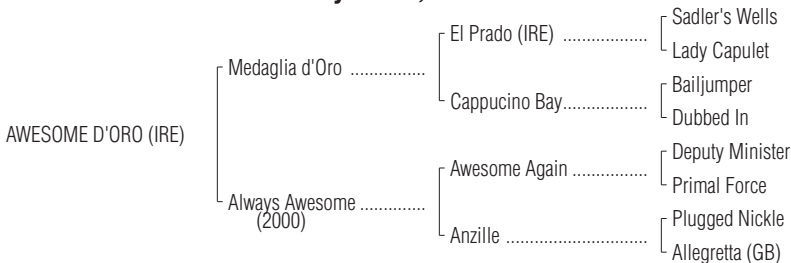 Sadler's Wells
El Prado (IRE) ..................
Lady Capulet
Medaglia d'Oro ................
Bailjumper
Cappucino Bay..................
Dubbed In
AWESOME D'ORO (IRE)
Deputy Minister
Awesome Again ................
Primal Force
Always Awesome ..............
(2000)
Plugged Nickle
Anzille ..............................
Allegretta (GB)